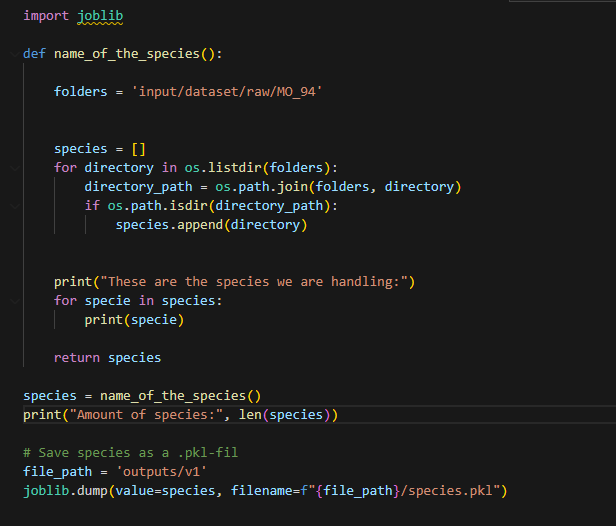 import joblib
def name_of_the_species():
    folders = 'input/dataset/raw/MO_94'
    species = []
    for directory in os.listdir(folders):
        directory_path = os.path.join(folders, directory)
        if os.path.isdir(directory_path):
            species.append(directory)
    print("These are the species we are handling:")
    for specie in species:
        print(specie)
    return species
species = name_of_the_species()
print("Amount of species:", len(species))
# Save species as a .pkl-fil
file_path = 'outputs/v1'
joblib.dump(value=species, filename=f"{file_path}/species.pkl")